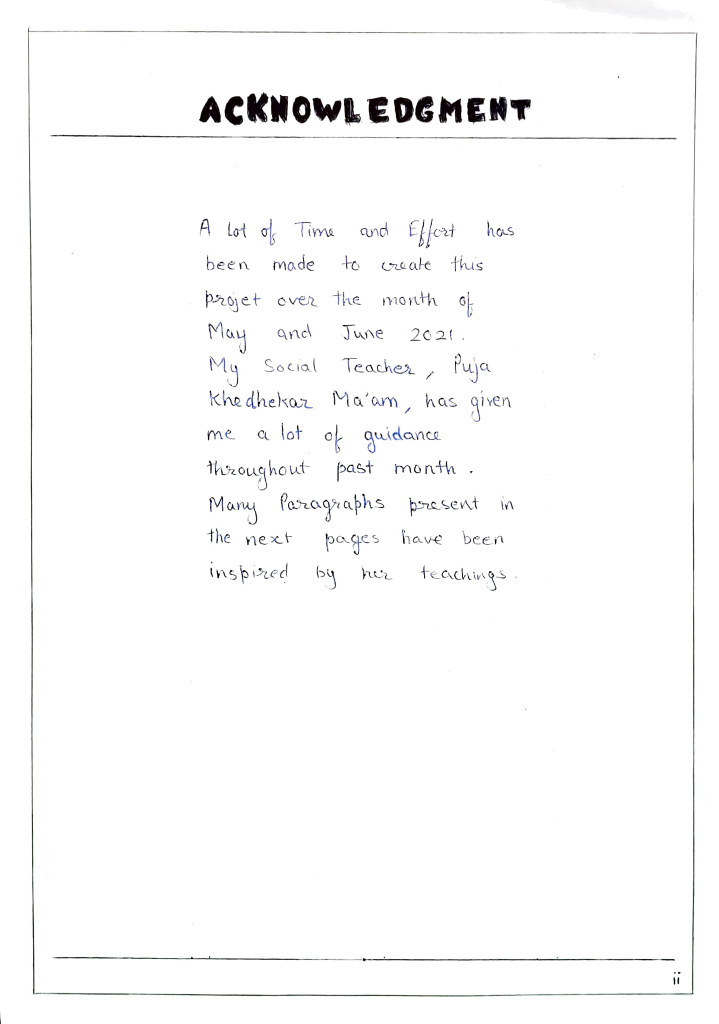 ACKNOWLEDGMENT
A lot of Time and Effort has
been made to create this
projet over the month of
May and June 2021.
My Social Teacher, Puja
Khedhekar Ma'am, has given
me a lot of guidance
throughout past month.
Many Paragraphs present in
the next pages have been
inspired by her teachings.
ii